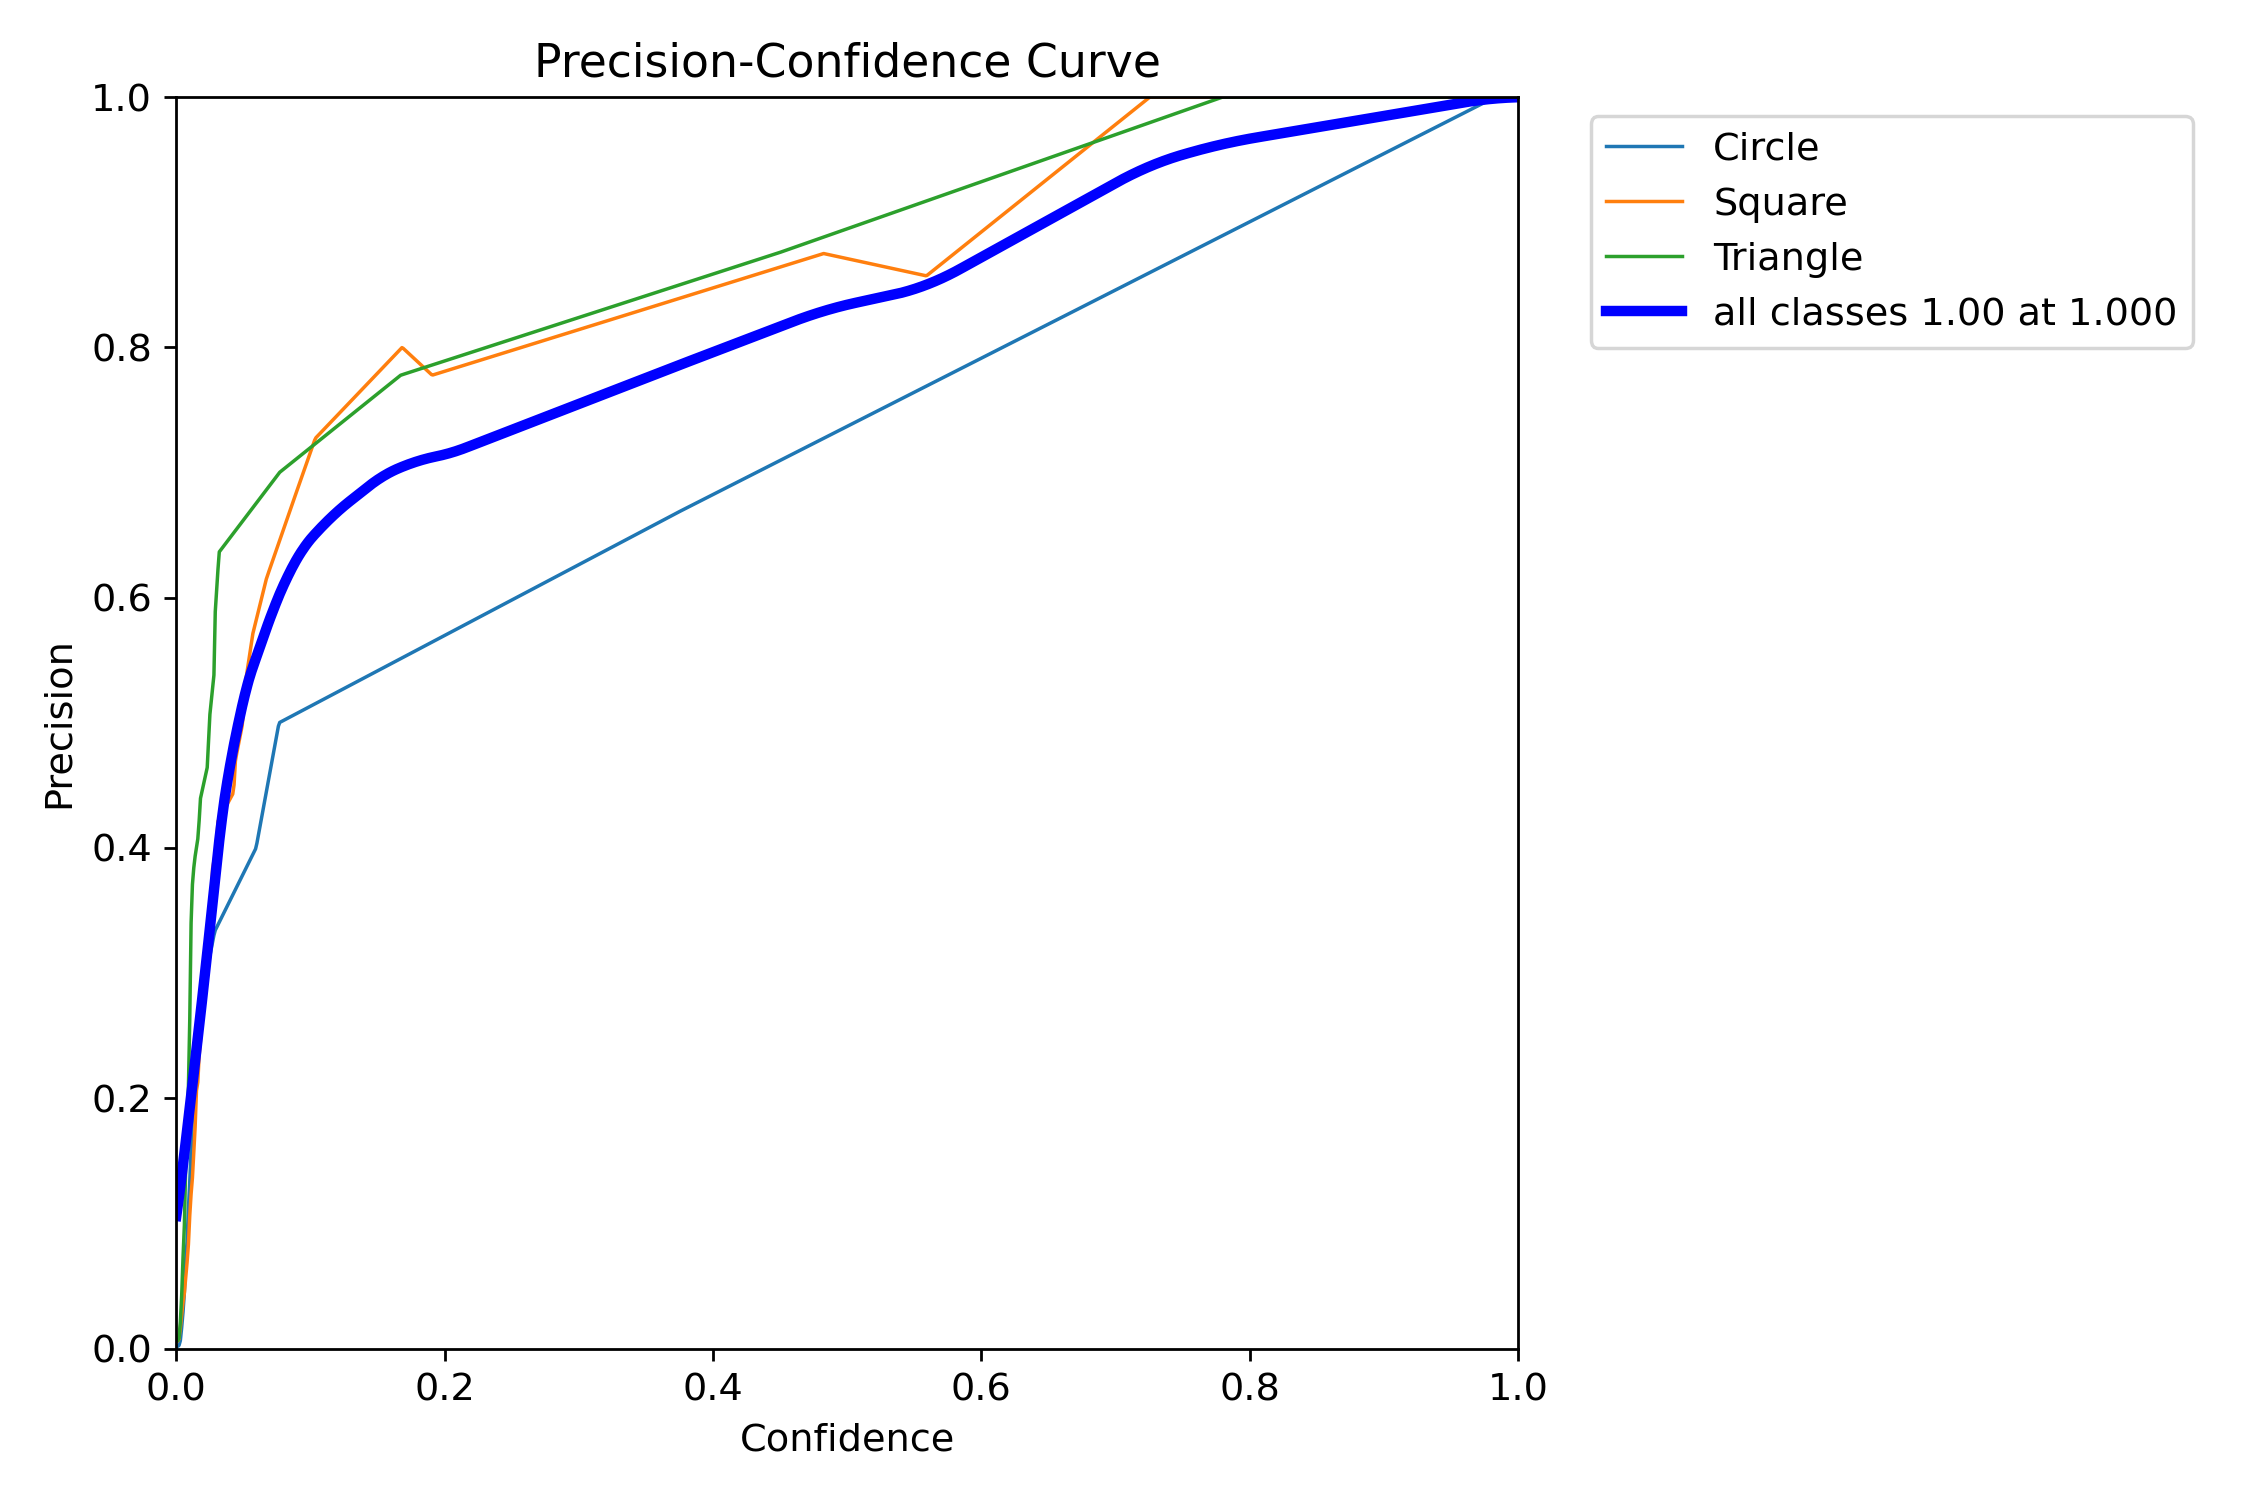 Precision-Confidence Curve
1.0
0.8
0.6
0.4
0.2
0.0
Precision
0.0 0.2 0.4 0.6 0.8 1.0
Confidence
Circle
Square
Triangle
all classes 1.00 at 1.000